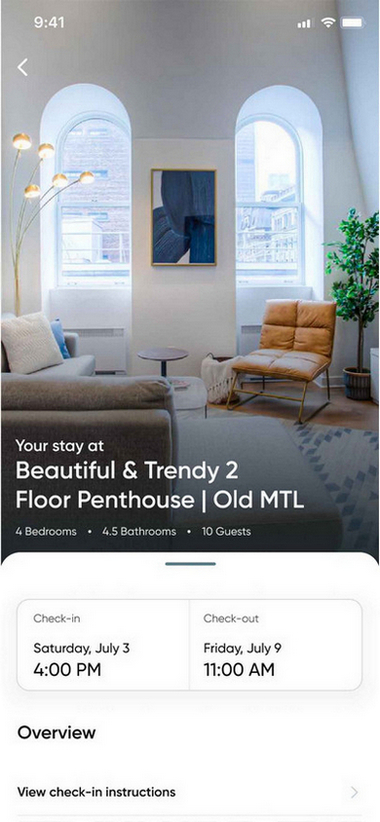 9:41
Your stay at
Beautiful & Trendy 2
Floor Penthouse | Old MTL
4 Bedrooms • 4.5 Bathrooms • 10 Guests
Check-in
Saturday, July 3
4:00 PM
Check-out
Friday, July 9
11:00 AM
Overview
View check-in instructions